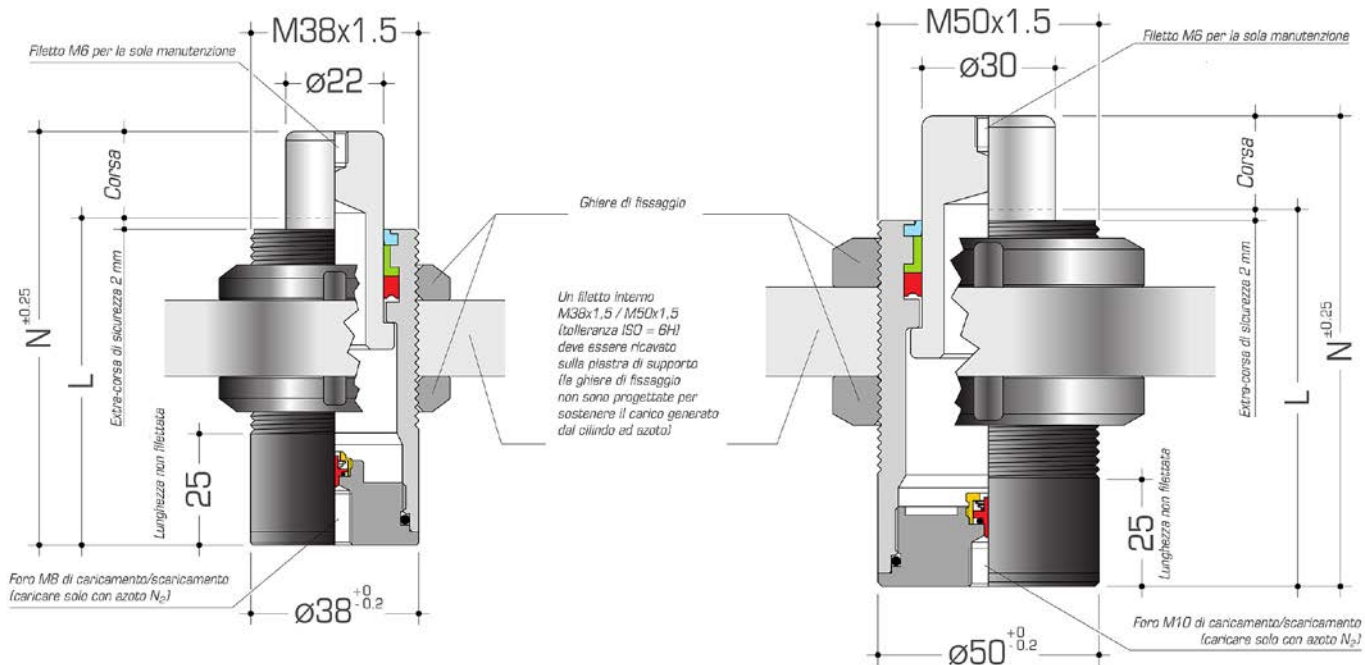 M38x1.5
Filetto M6 per la sola manutenzione
ø22
N ±0.25
Corsa
L
Extra-corsa di sicurezza 2 mm
25
Lunghezza non filettata
Foro M8 di caricamento/scaricamento
(caricare solo con azoto N₂)
ø38 +0 -0.2
Ghiere di fissaggio
Un filetto interno
M38x1,5 / M50x1,5
(tolleranza ISO = 6H)
deve essere ricavato
sulla piastra di supporto
(le ghiere di fissaggio
non sono progettate per
sostenere il carico generato
dal cilindo ad azoto)
M50x1.5
Filetto M6 per la sola manutenzione
ø30
Corsa
N ±0.25
Extra-corsa di sicurezza 2 mm
L
25
Lunghezza non filettata
Foro M10 di caricamento/scaricamento
(caricare solo con azoto N₂)
ø50 +0 -0.2